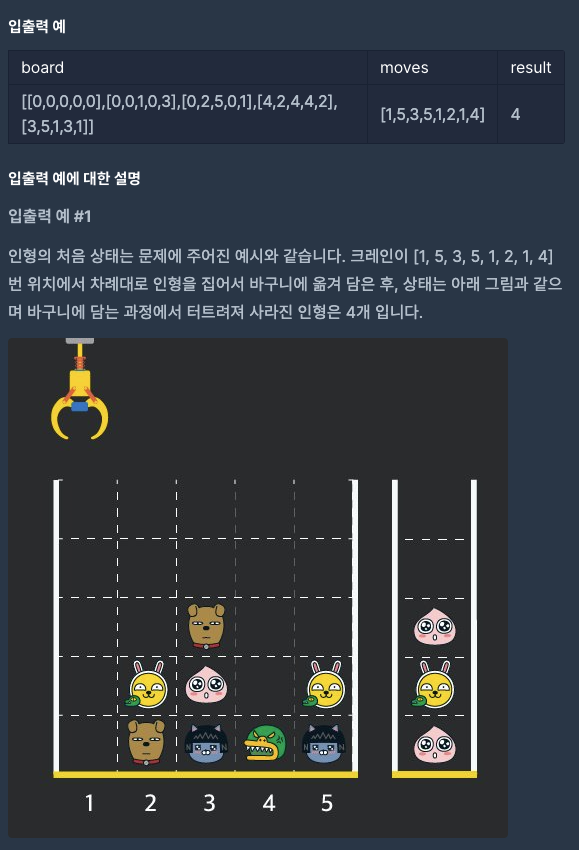 입출력 예
board moves result
[[0,0,0,0,0],[0,0,1,0,3],[0,2,5,0,1],[4,2,4,4,2],
[3,5,1,3,1]] [1,5,3,5,1,2,1,4] 4
입출력 예에 대한 설명
입출력 예 #1
인형의 처음 상태는 문제에 주어진 예시와 같습니다. 크레인이 [1, 5, 3, 5, 1, 2, 1, 4]
번 위치에서 차례대로 인형을 집어서 바구니에 옮겨 담은 후, 상태는 아래 그림과 같으
며 바구니에 담는 과정에서 터트려져 사라진 인형은 4개 입니다.
1 2 3 4 5